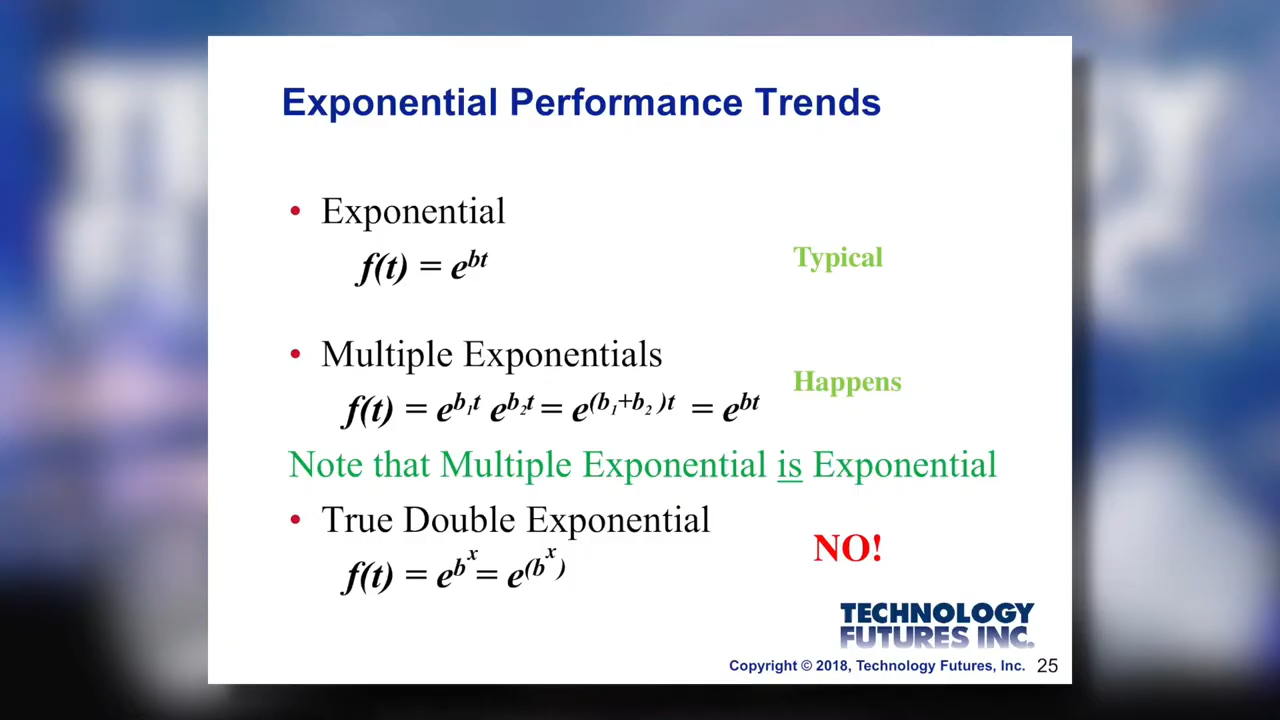 Exponential Performance Trends
• Exponential
f(t) = e^{bt}
Typical
• Multiple Exponentials
f(t) = e^{b₁t} e^{b₂t} = e^{(b₁+b₂ )t} = e^{bt}
Happens
Note that Multiple Exponential is Exponential
• True Double Exponential
f(t) = e^{b^{x}} = e^{(b^{x})}
NO!
TECHNOLOGY
FUTURES INC.
Copyright © 2018, Technology Futures, Inc. 25